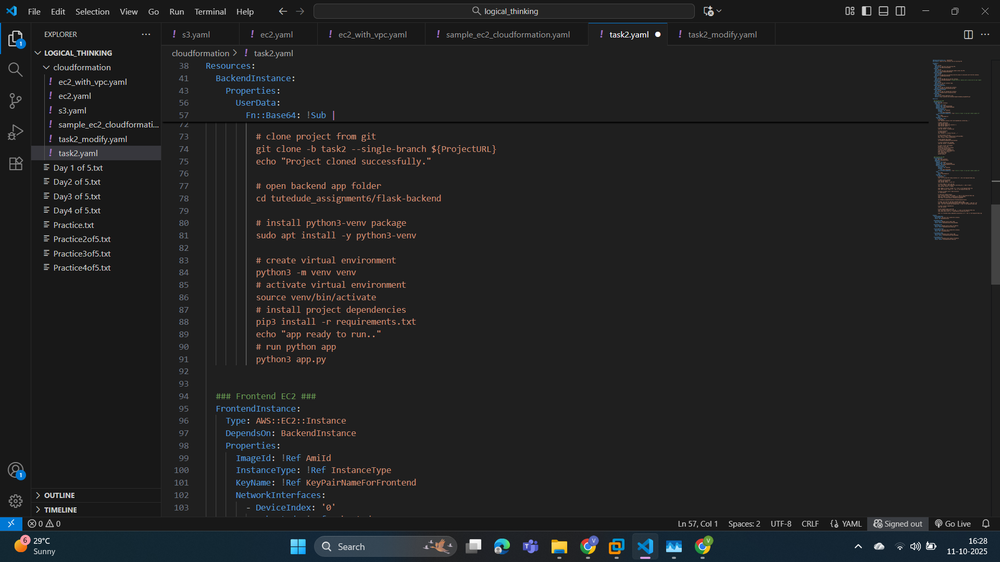 File Edit Selection View Go Run Terminal Help
logical_thinking
EXPLORER
LOGICAL_THINKING
cloudformation
! ec2_with_vpc.yaml
! ec2.yaml
! s3.yaml
! sample_ec2_cloudformati...
! task2_modify.yaml
! task2.yaml
Day 1 of 5.txt
Day2 of 5.txt
Day3 of 5.txt
Day4 of 5.txt
Practice.txt
Practice2of5.txt
Practice3of5.txt
Practice4of5.txt
OUTLINE
TIMELINE
1
1
! s3.yaml ! ec2.yaml ! ec2_with_vpc.yaml ! sample_ec2_cloudformation.yaml ! task2.yaml ! task2_modify.yaml
cloudformation > ! task2.yaml
38 Resources:
41 BackendInstance:
43 Properties:
56 UserData:
57 Fn::Base64: !Sub |
72
73 # clone project from git
74 git clone -b task2 --single-branch ${ProjectURL}
75 echo "Project cloned successfully."
76
77 # open backend app folder
78 cd tutedude_assignment6/flask-backend
79
80 # install python3-venv package
81 sudo apt install -y python3-venv
82
83 # create virtual environment
84 python3 -m venv venv
85 # activate virtual environment
86 source venv/bin/activate
87 # install project dependencies
88 pip3 install -r requirements.txt
89 echo "app ready to run.."
90 # run python app
91 python3 app.py
92
93
94 ### Frontend EC2 ###
95 FrontendInstance:
96 Type: AWS::EC2::Instance
97 DependsOn: BackendInstance
98 Properties:
99 ImageId: !Ref AmiId
100 InstanceType: !Ref InstanceType
101 KeyName: !Ref KeyPairNameForFrontend
102 NetworkInterfaces:
103 - DeviceIndex: '0'
0 0
Ln 57, Col 1 Spaces: 2 UTF-8 CRLF {} YAML Signed out Go Live
6
29°C
Sunny
Search
16:28
11-10-2025